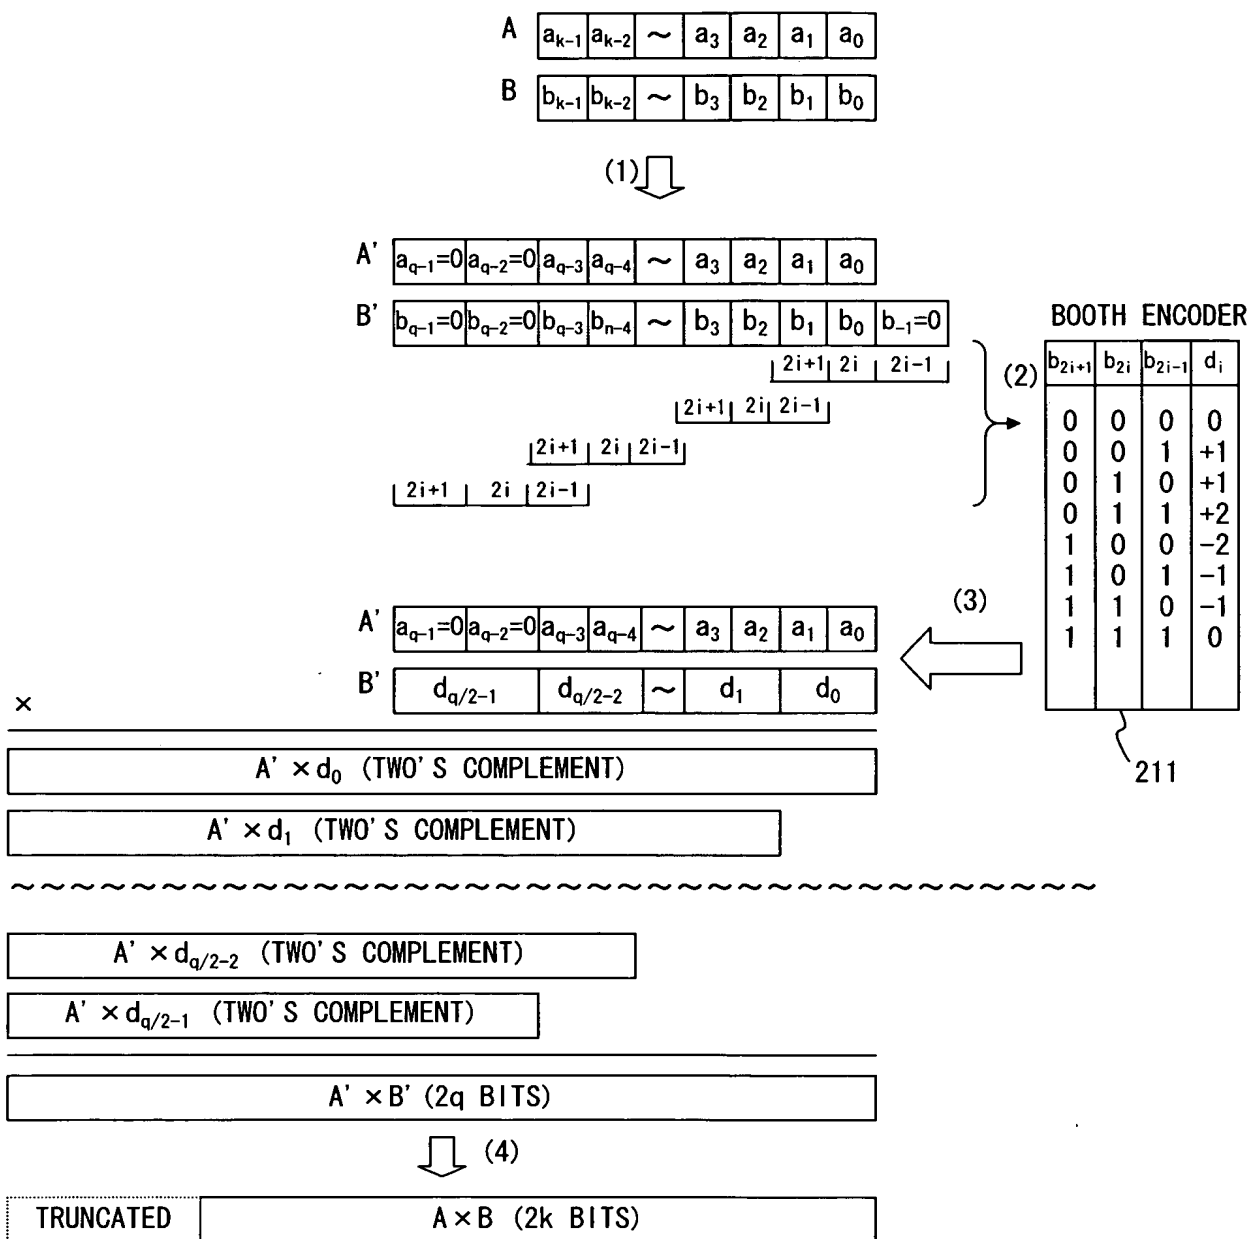 A a_{k-1} a_{k-2} ~ a_3 a_2 a_1 a_0
B b_{k-1} b_{k-2} ~ b_3 b_2 b_1 b_0
(1)
A' a_{q-1}=0 a_{q-2}=0 a_{q-3} a_{q-4} ~ a_3 a_2 a_1 a_0
B' b_{q-1}=0 b_{q-2}=0 b_{q-3} b_{n-4} ~ b_3 b_2 b_1 b_0 b_{-1}=0
2i+1 2i 2i-1
2i+1 2i 2i-1
2i+1 2i 2i-1
2i+1 2i 2i-1
(2)
BOOTH ENCODER
b_{2i+1} b_{2i} b_{2i-1} d_i
0 0 0 0
0 0 1 +1
0 1 0 +1
0 1 1 +2
1 0 0 -2
1 0 1 -1
1 1 0 -1
1 1 1 0
211
(3)
A' a_{q-1}=0 a_{q-2}=0 a_{q-3} a_{q-4} ~ a_3 a_2 a_1 a_0
× B' d_{q/2-1} d_{q/2-2} ~ d_1 d_0
A' × d_0 (TWO'S COMPLEMENT)
A' × d_1 (TWO'S COMPLEMENT)
~~~~~~~~~~~~~~~~~~~~~~~~~~~~~~~~~~~~~
A' × d_{q/2-2} (TWO'S COMPLEMENT)
A' × d_{q/2-1} (TWO'S COMPLEMENT)
A' × B' (2q BITS)
(4)
TRUNCATED A × B (2k BITS)